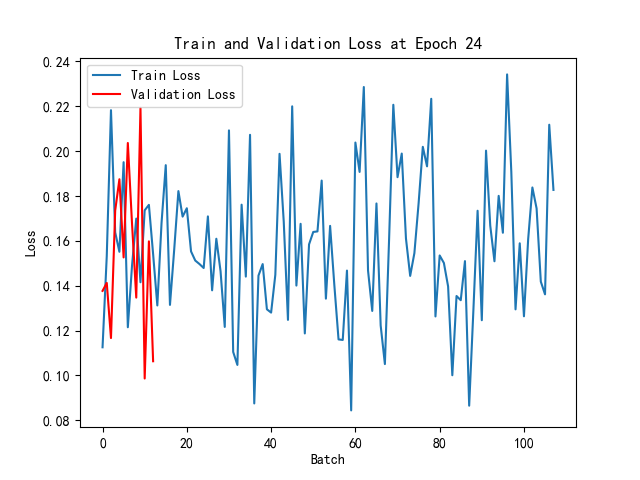 Train and Validation Loss at Epoch 24
Train Loss
Validation Loss
0.24
0.22
0.20
0.18
0.16
0.14
0.12
0.10
0.08
Loss
0 20 40 60 80 100
Batch